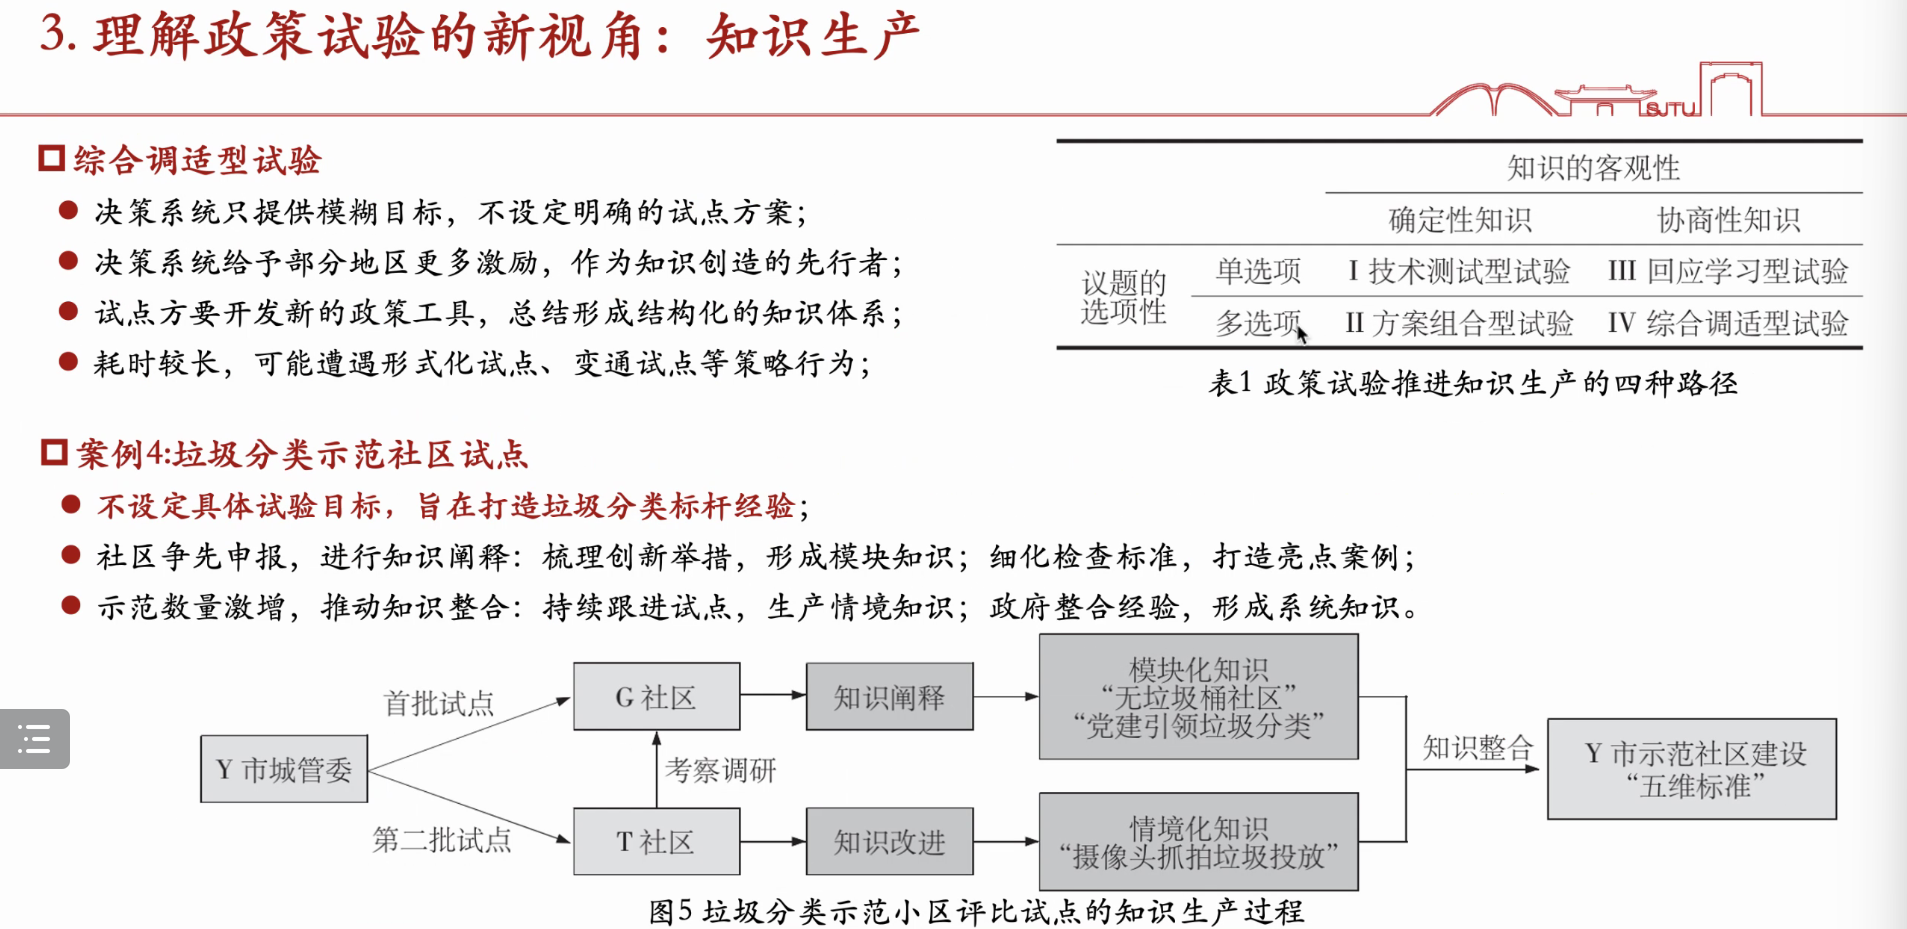 3. 理解政策试验的新视角：知识生产
SJTU
综合调适型试验
决策系统只提供模糊目标，不设定明确的试点方案；
决策系统给予部分地区更多激励，作为知识创造的先行者；
试点方要开发新的政策工具，总结形成结构化的知识体系；
耗时较长，可能遭遇形式化试点、变通试点等策略行为；
知识的客观性
确定性知识 协商性知识
议题的
选项性
单选项 I 技术测试型试验 III 回应学习型试验
多选项 II 方案组合型试验 IV 综合调适型试验
表1 政策试验推进知识生产的四种路径
案例4:垃圾分类示范社区试点
不设定具体试验目标，旨在打造垃圾分类标杆经验；
社区争先申报，进行知识阐释：梳理创新举措，形成模块知识；细化检查标准，打造亮点案例；
示范数量激增，推动知识整合：持续跟进试点，生产情境知识；政府整合经验，形成系统知识。
Y 市城管委
首批试点
第二批试点
G 社区
考察调研
T 社区
知识阐释
知识改进
模块化知识
“无垃圾桶社区”
“党建引领垃圾分类”
情境化知识
“摄像头抓拍垃圾投放”
知识整合
Y 市示范社区建设
“五维标准”
图5 垃圾分类示范小区评比试点的知识生产过程